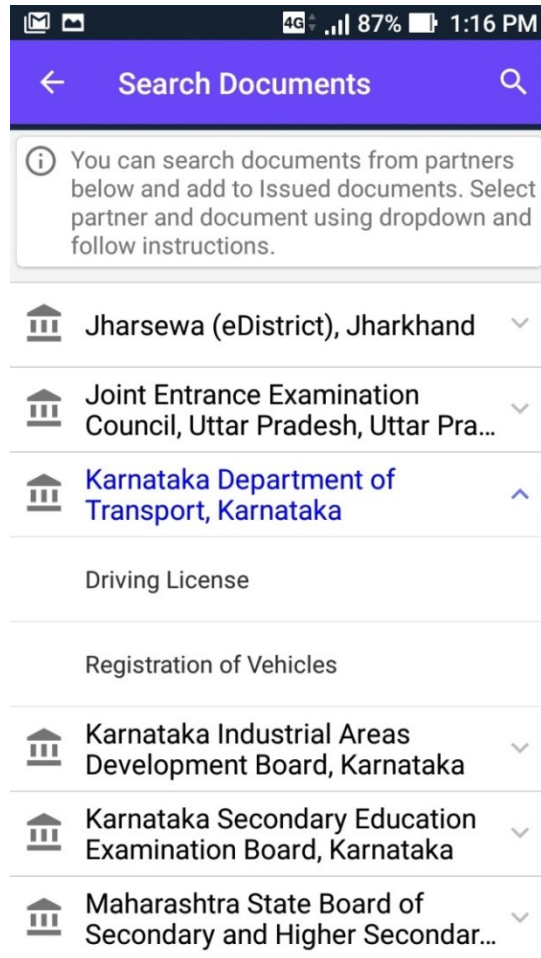 4G 87% 1:16 PM
Search Documents
You can search documents from partners
below and add to Issued documents. Select
partner and document using dropdown and
follow instructions.
Jharsewa (eDistrict), Jharkhand
Joint Entrance Examination
Council, Uttar Pradesh, Uttar Pra...
Karnataka Department of
Transport, Karnataka
Driving License
Registration of Vehicles
Karnataka Industrial Areas
Development Board, Karnataka
Karnataka Secondary Education
Examination Board, Karnataka
Maharashtra State Board of
Secondary and Higher Secondar...